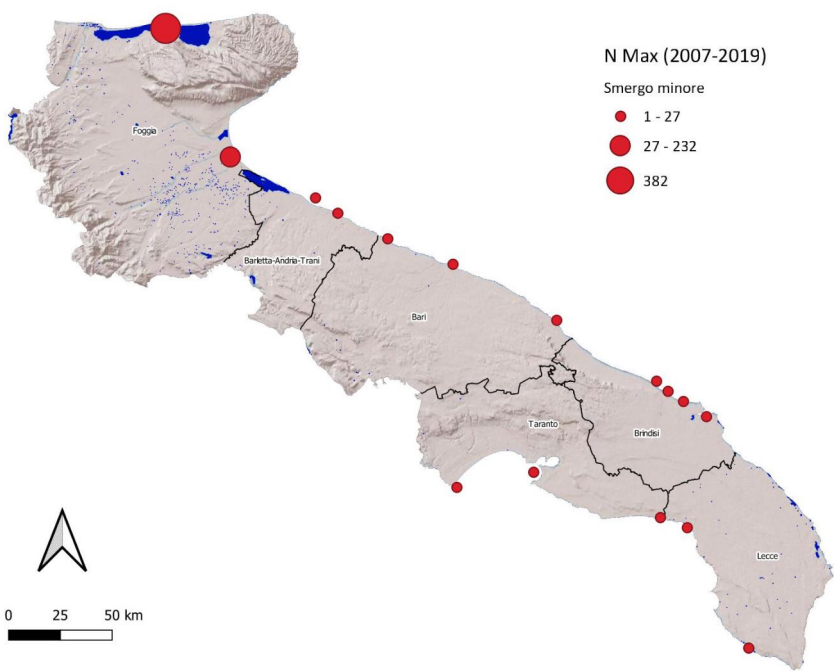 N Max (2007-2019)
Smergo minore
1 - 27
27 - 232
382
Foggia
Barletta-Andria-Trani
Bari
Taranto
Brindisi
Lecce
0 25 50 km